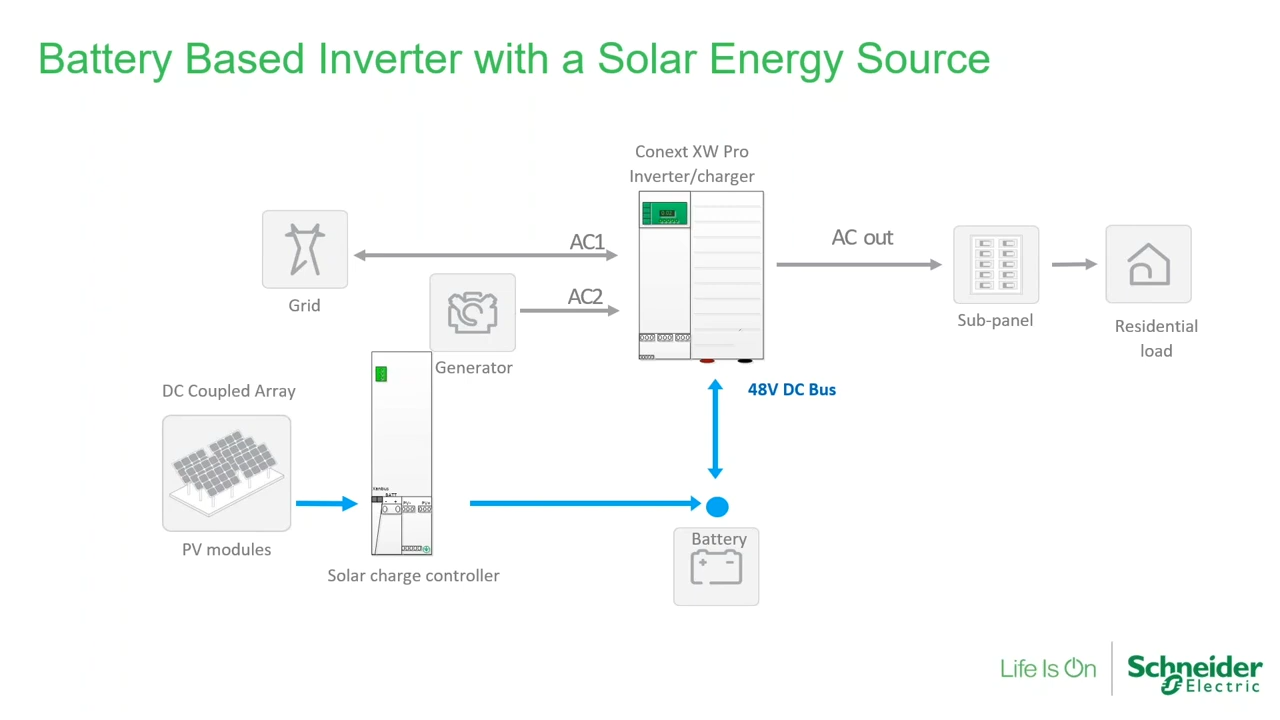 Battery Based Inverter with a Solar Energy Source
Conext XW Pro
Inverter/charger
AC1
AC out
Grid
AC2
Sub-panel
Residential
load
Generator
DC Coupled Array
48V DC Bus
BATT
PV modules
Battery
Solar charge controller
Life Is On
Schneider
Electric